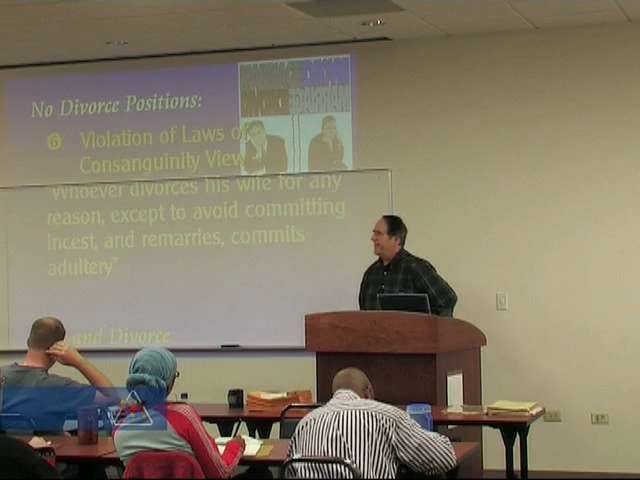 No Divorce Positions:
6 Violation of Laws of
Consanguinity View
"Whoever divorces his wife for any
reason, except to avoid committing
incest, and remarries, commits
adultery"
and Divorce